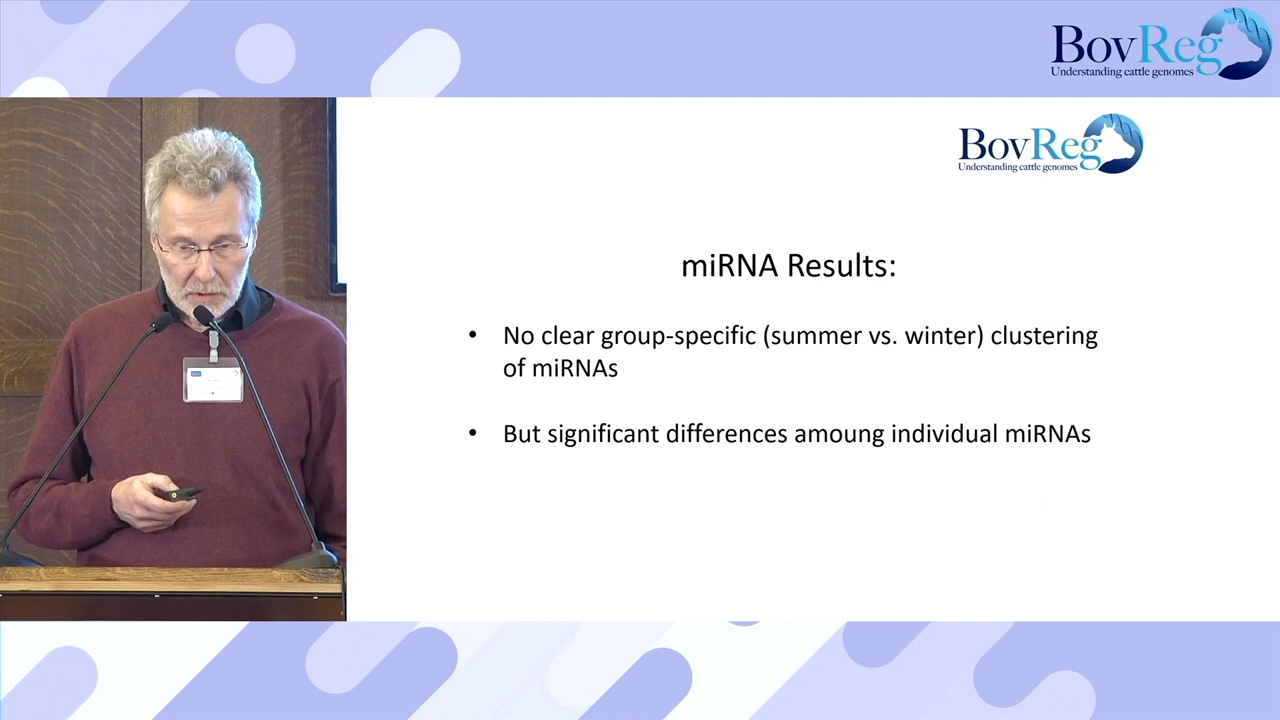 BovReg
Understanding cattle genomes
BovReg
Understanding cattle genomes
miRNA Results:
• No clear group-specific (summer vs. winter) clustering
of miRNAs
• But significant differences amoung individual miRNAs